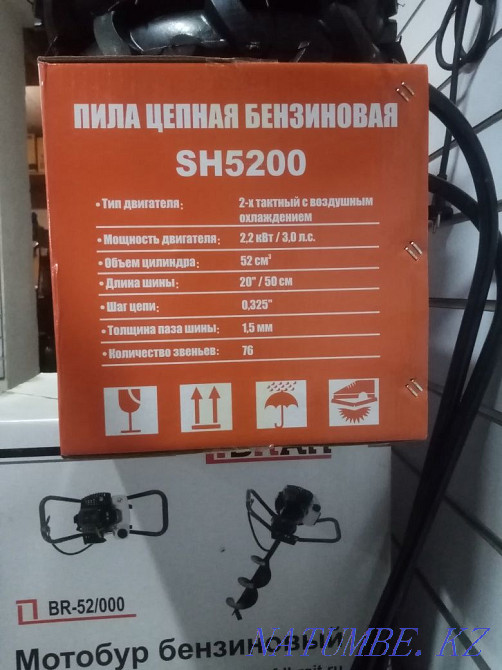 ПИЛА ЦЕПНАЯ БЕНЗИНОВАЯ
SH5200
• Тип двигателя: 2-х тактный с воздушным
охлаждением
• Мощность двигателя: 2,2 кВт / 3,0 л.с.
• Объем цилиндра: 52 см³
• Длина шины: 20" / 50 см
• Шаг цепи: 0,325"
• Толщина паза шины: 1,5 мм
• Количество звеньев: 76
BR-52/000
Мотобур бензиновый
NATUMBE.KZ